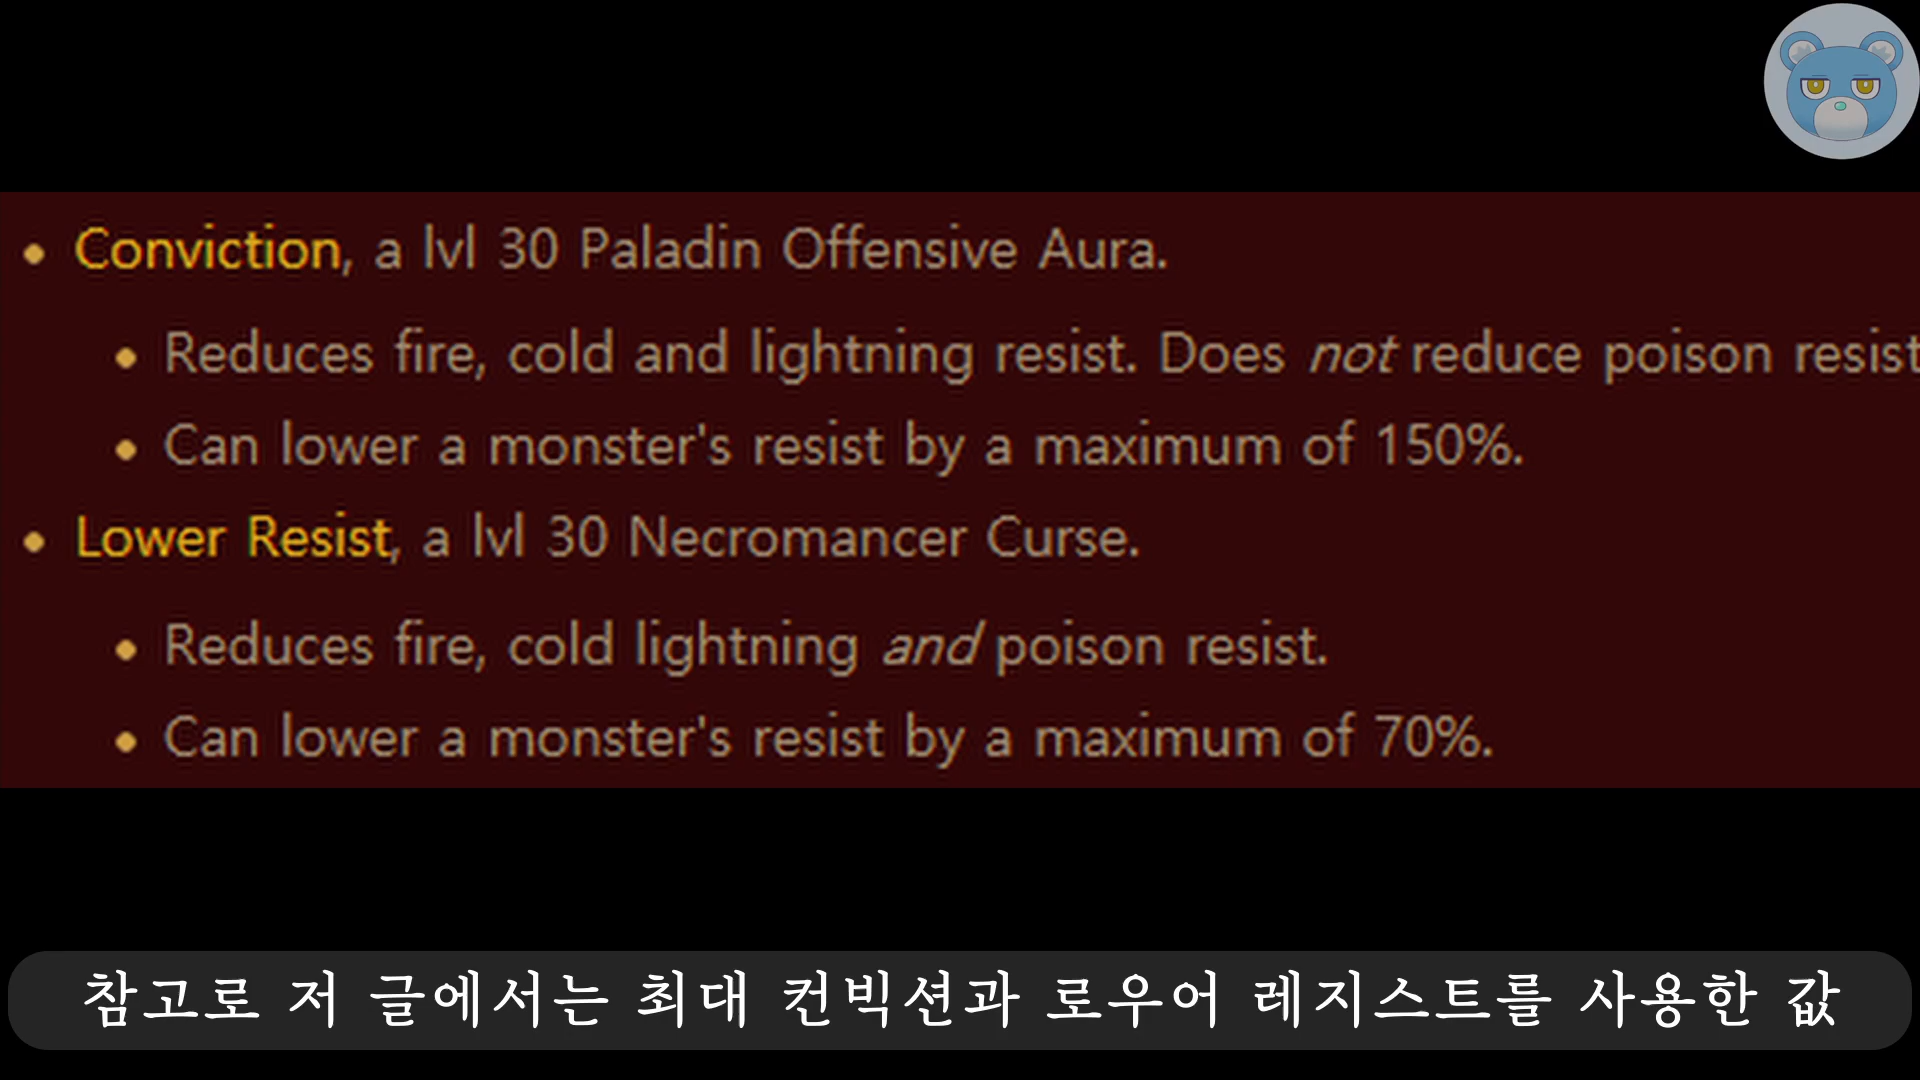 Conviction, a lvl 30 Paladin Offensive Aura.
Reduces fire, cold and lightning resist. Does not reduce poison resist
Can lower a monster's resist by a maximum of 150%.
Lower Resist, a lvl 30 Necromancer Curse.
Reduces fire, cold lightning and poison resist.
Can lower a monster's resist by a maximum of 70%.
참고로 저 글에서는 최대 컨빅션과 로우어 레지스트를 사용한 값